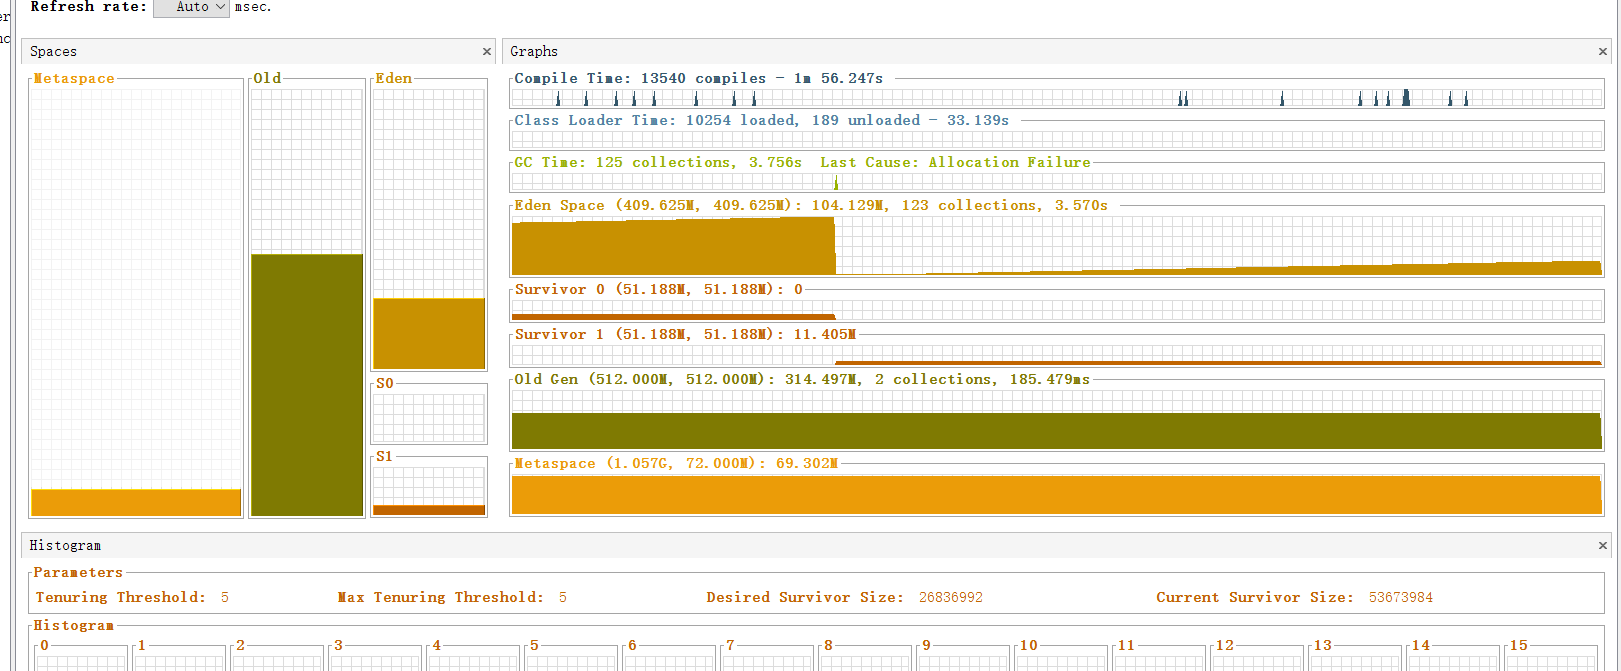 Refresh rate: Auto msec.
Spaces
Graphs
Metaspace
Old
Eden
S0
S1
Compile Time: 13540 compiles - 1m 56.247s
Class Loader Time: 10254 loaded, 189 unloaded - 33.139s
GC Time: 125 collections, 3.756s Last Cause: Allocation Failure
Eden Space (409.625M, 409.625M): 104.129M, 123 collections, 3.570s
Survivor 0 (51.188M, 51.188M): 0
Survivor 1 (51.188M, 51.188M): 11.405M
Old Gen (512.000M, 512.000M): 314.497M, 2 collections, 185.479ms
Metaspace (1.057G, 72.000M): 69.302M
Histogram
Parameters
Tenuring Threshold: 5 Max Tenuring Threshold: 5 Desired Survivor Size: 26836992 Current Survivor Size: 53673984
Histogram
0 1 2 3 4 5 6 7 8 9 10 11 12 13 14 15